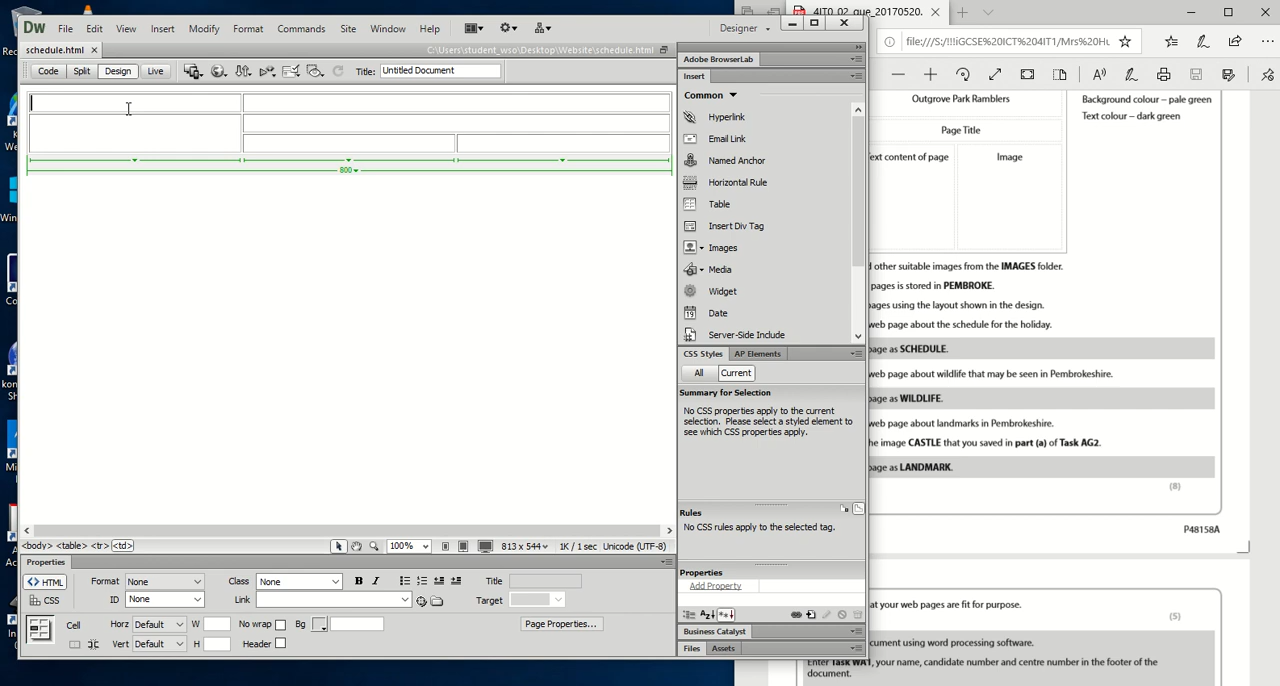 Dw File Edit View Insert Modify Format Commands Site Window Help Designer
schedule.html C:\Users\student_wso\Desktop\Website\schedule.html
Code Split Design Live Title: Untitled Document
800
<body> <table> <tr> <td> 100% 813 x 544 1K / 1 sec Unicode (UTF-8)
Properties
<> HTML Format None Class None B I Title
CSS ID None Link Target
Cell Horz Default W No wrap Bg Page Properties...
Vert Default H Header
Adobe BrowserLab
Insert
Common
Hyperlink
Email Link
Named Anchor
Horizontal Rule
Table
Insert Div Tag
Images
Media
Widget
19 Date
Server-Side Include
CSS Styles AP Elements
All Current
Summary for Selection
No CSS properties apply to the current
selection. Please select a styled element to
see which CSS properties apply.
Rules
No CSS rules apply to the selected tag.
Properties
Add Property
Business Catalyst
Files Assets
4IT0_02_que_20170520.
file:///S:/!!!iGCSE%20ICT%204IT1/Mrs%20Hu
Outgrove Park Ramblers
Page Title
ext content of page Image
Background colour – pale green
Text colour – dark green
d other suitable images from the IMAGES folder.
pages is stored in PEMBROKE.
ages using the layout shown in the design.
web page about the schedule for the holiday.
page as SCHEDULE.
web page about wildlife that may be seen in Pembrokeshire.
page as WILDLIFE.
web page about landmarks in Pembrokeshire.
he image CASTLE that you saved in part (a) of Task AG2.
page as LANDMARK.
(8)
P48158A
at your web pages are fit for purpose.
(5)
cument using word processing software.
Enter Task WA1, your name, candidate number and centre number in the footer of the
document.